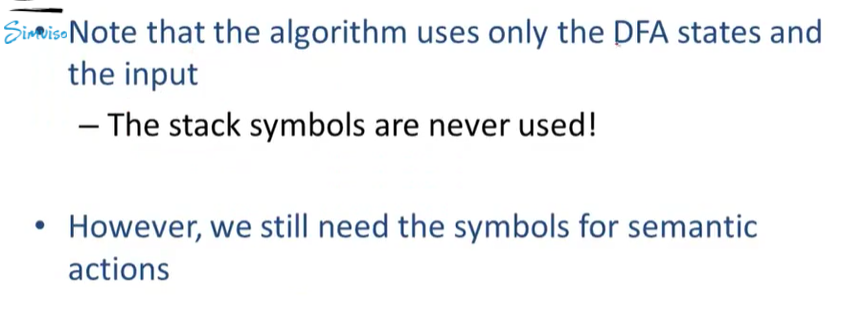 Simviso
• Note that the algorithm uses only the DFA states and
the input
– The stack symbols are never used!
• However, we still need the symbols for semantic
actions